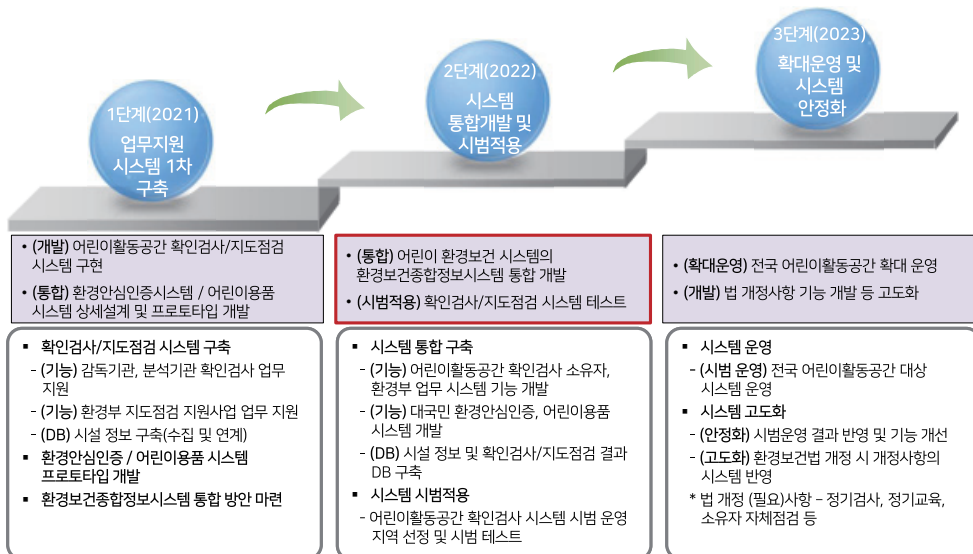 1단계(2021)
업무지원
시스템 1차
구축
2단계(2022)
시스템
통합개발 및
시범적용
3단계(2023)
확대운영 및
시스템
안정화
• (개발) 어린이활동공간 확인검사/지도점검
시스템 구현
• (통합) 환경안심인증시스템 / 어린이용품
시스템 상세설계 및 프로토타입 개발
• (통합) 어린이 환경보건 시스템의
환경보건종합정보시스템 통합 개발
• (시범적용) 확인검사/지도점검 시스템 테스트
• (확대운영) 전국 어린이활동공간 확대 운영
• (개발) 법 개정사항 기능 개발 등 고도화
▪ 확인검사/지도점검 시스템 구축
- (기능) 감독기관, 분석기관 확인검사 업무
지원
- (기능) 환경부 지도점검 지원사업 업무 지원
- (DB) 시설 정보 구축(수집 및 연계)
▪ 환경안심인증 / 어린이용품 시스템
프로토타입 개발
▪ 환경보건종합정보시스템 통합 방안 마련
▪ 시스템 통합 구축
- (기능) 어린이활동공간 확인검사 소유자,
환경부 업무 시스템 기능 개발
- (기능) 대국민 환경안심인증, 어린이용품
시스템 개발
- (DB) 시설 정보 및 확인검사/지도점검 결과
DB 구축
▪ 시스템 시범적용
- 어린이활동공간 확인검사 시스템 시범 운영
지역 선정 및 시범 테스트
▪ 시스템 운영
- (시범 운영) 전국 어린이활동공간 대상
시스템 운영
▪ 시스템 고도화
- (안정화) 시범운영 결과 반영 및 기능 개선
- (고도화) 환경보건법 개정 시 개정사항의
시스템 반영
* 법 개정 (필요)사항 – 정기검사, 정기교육,
소유자 자체점검 등